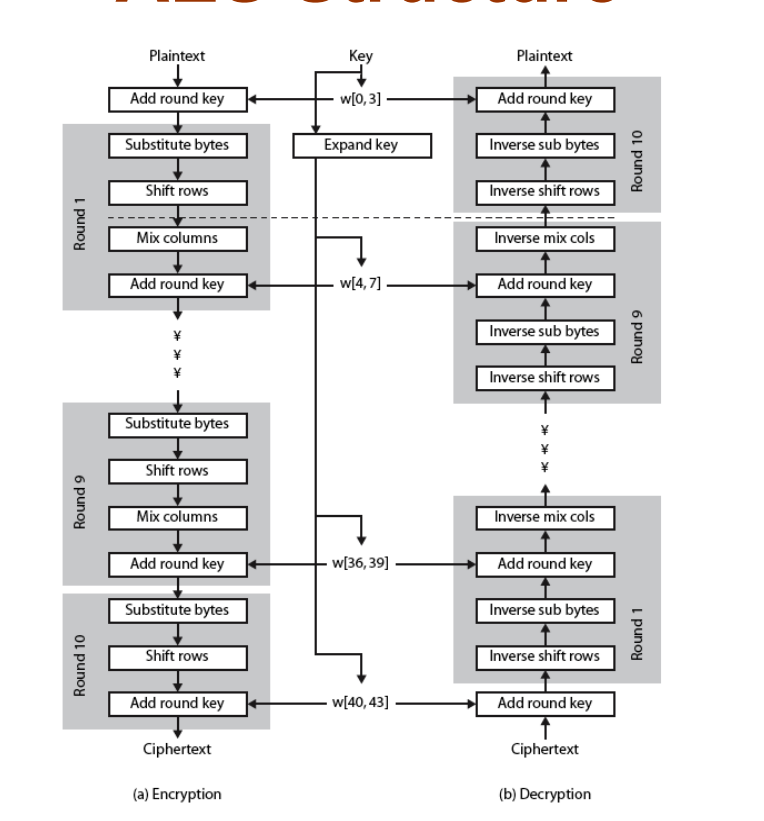 AES Structure
Plaintext
Key
Plaintext
Add round key
w[0, 3]
Add round key
Substitute bytes
Expand key
Inverse sub bytes
Round 10
Shift rows
Inverse shift rows
Round 1
Mix columns
Inverse mix cols
Add round key
w[4, 7]
Add round key
¥
¥
¥
Inverse sub bytes
Round 9
Inverse shift rows
Substitute bytes
¥
¥
¥
Shift rows
Round 9
Mix columns
Inverse mix cols
Add round key
w[36, 39]
Add round key
Substitute bytes
Inverse sub bytes
Round 1
Round 10
Shift rows
Inverse shift rows
Add round key
w[40, 43]
Add round key
Ciphertext
Ciphertext
(a) Encryption
(b) Decryption